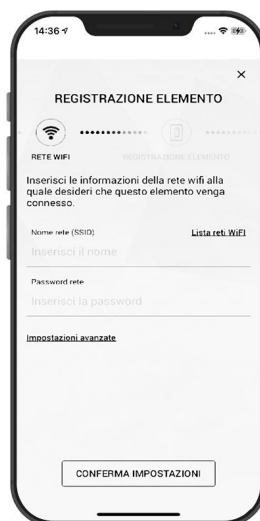 14:36
REGISTRAZIONE ELEMENTO
RETE WIFI
REGISTRAZIONE ELEMENTO
Inserisci le informazioni della rete wifi alla
quale desideri che questo elemento venga
connesso.
Nome rete (SSID)
Lista reti WiFI
Inserisci il nome
Password rete
Inserisci la password
Impostazioni avanzate
CONFERMA IMPOSTAZIONI